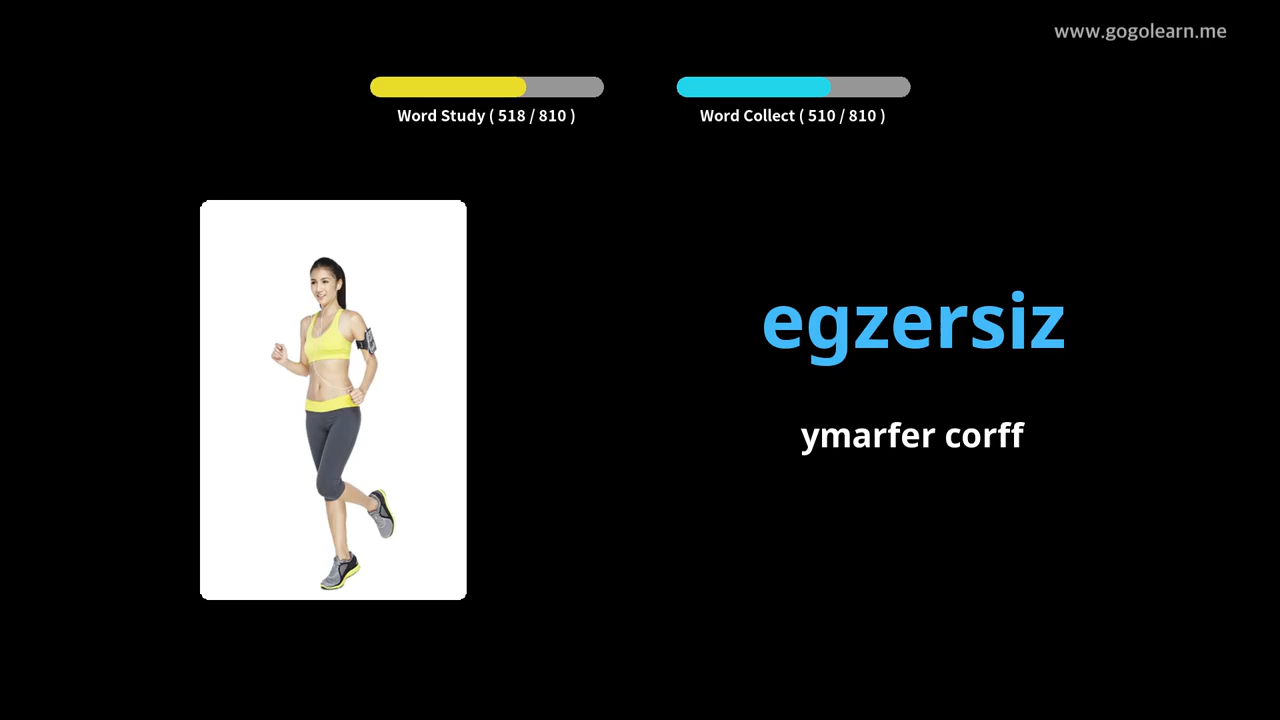 www.gogolearn.me
Word Study ( 518 / 810 )
Word Collect ( 510 / 810 )
egzersiz
ymarfer corff